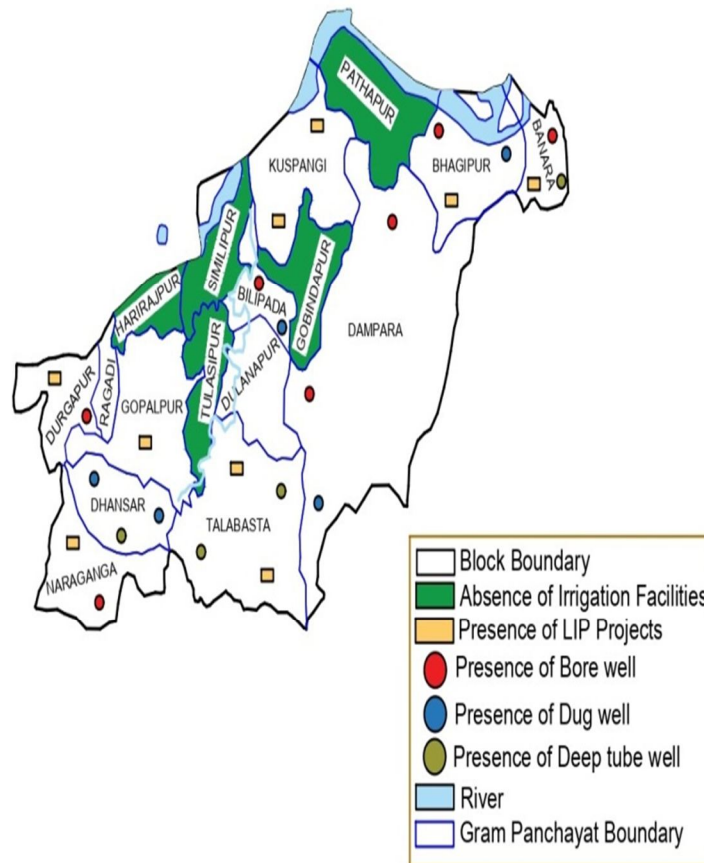 PATHAPUR
KUSPANGI
BHAGIPUR
BANARA
SIMILIPUR
GOBINDAPUR
HARIRAJPUR
BILIPADA
DAMPARA
TULASIPUR
DULANAPUR
DURGAPUR
RAGADI
GOPALPUR
DHANSAR
TALABASTA
NARAGANGA
Block Boundary
Absence of Irrigation Facilities
Presence of LIP Projects
Presence of Bore well
Presence of Dug well
Presence of Deep tube well
River
Gram Panchayat Boundary